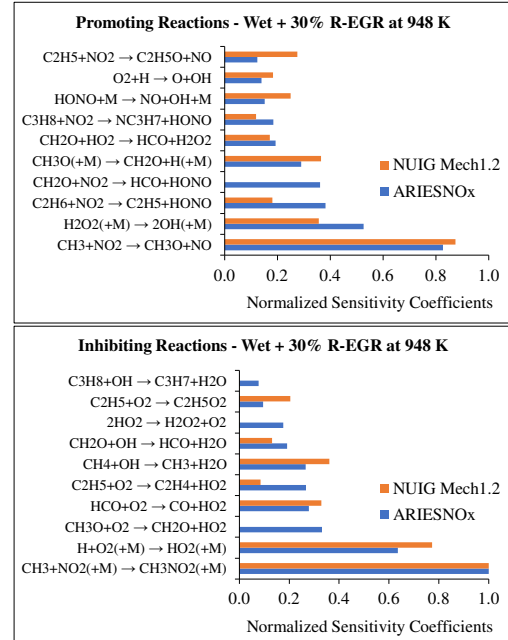 Promoting Reactions - Wet + 30% R-EGR at 948 K
C2H5+NO2 → C2H5O+NO
O2+H → O+OH
HONO+M → NO+OH+M
C3H8+NO2 → NC3H7+HONO
CH2O+HO2 → HCO+H2O2
CH3O(+M) → CH2O+H(+M)
CH2O+NO2 → HCO+HONO
C2H6+NO2 → C2H5+HONO
H2O2(+M) → 2OH(+M)
CH3+NO2 → CH3O+NO
NUIG Mech1.2
ARIESNOx
0.0 0.2 0.4 0.6 0.8 1.0
Normalized Sensitivity Coefficients
Inhibiting Reactions - Wet + 30% R-EGR at 948 K
C3H8+OH → C3H7+H2O
C2H5+O2 → C2H5O2
2HO2 → H2O2+O2
CH2O+OH → HCO+H2O
CH4+OH → CH3+H2O
C2H5+O2 → C2H4+HO2
HCO+O2 → CO+HO2
CH3O+O2 → CH2O+HO2
H+O2(+M) → HO2(+M)
CH3+NO2(+M) → CH3NO2(+M)
NUIG Mech1.2
ARIESNOx
0.0 0.2 0.4 0.6 0.8 1.0
Normalized Sensitivity Coefficients